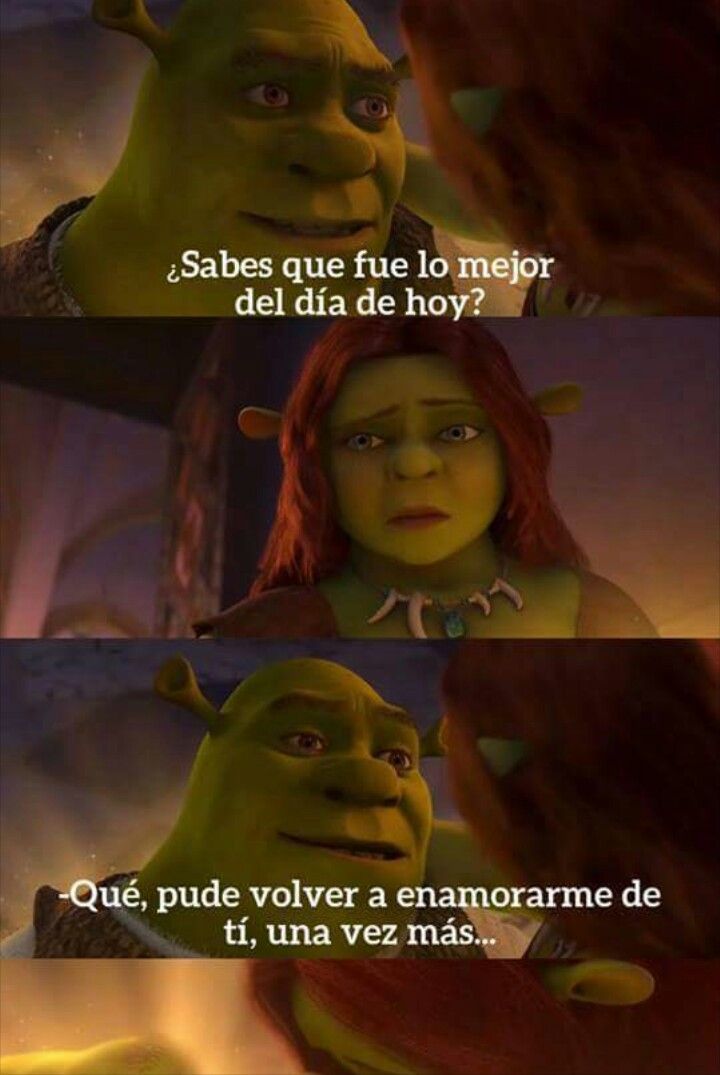 ¿Sabes que fue lo mejor
del día de hoy?
-Qué, pude volver a enamorarme de
tí, una vez más...